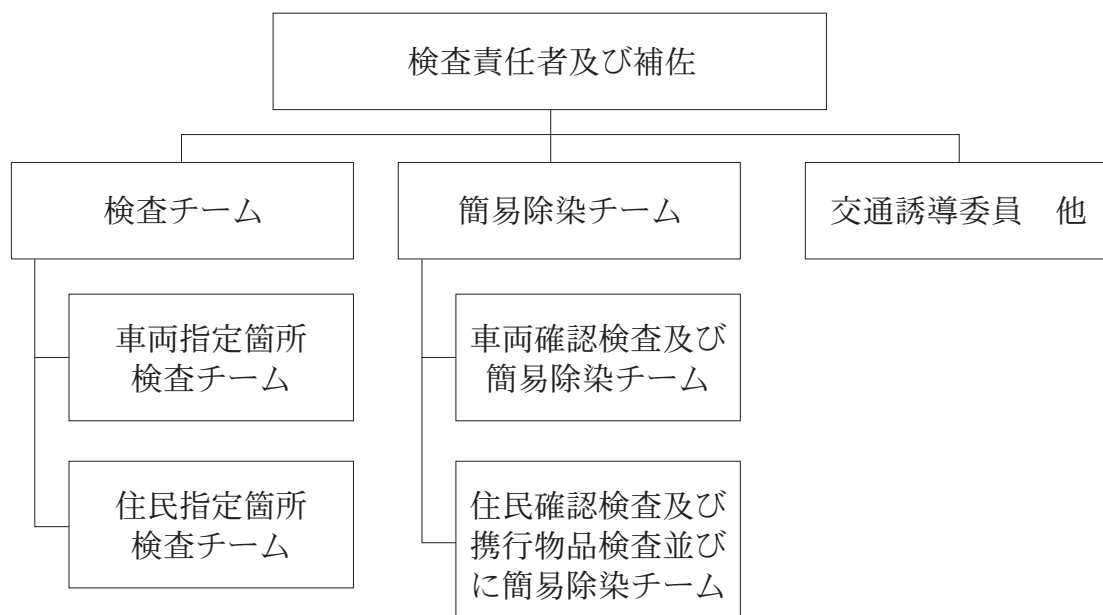 検査責任者及び補佐
検査チーム
簡易除染チーム
交通誘導委員　他
車両指定箇所
検査チーム
車両確認検査及び
簡易除染チーム
住民指定箇所
検査チーム
住民確認検査及び
携行物品検査並び
に簡易除染チーム